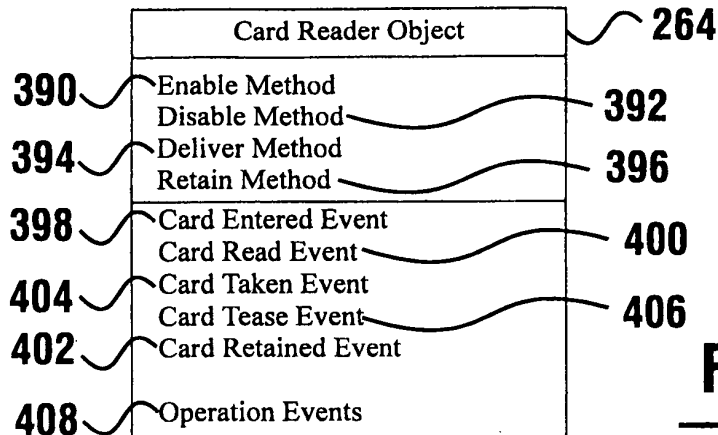 Card Reader Object 264
390 Enable Method
Disable Method 392
394 Deliver Method
Retain Method 396
398 Card Entered Event
Card Read Event 400
404 Card Taken Event
Card Tease Event 406
402 Card Retained Event
408 Operation Events